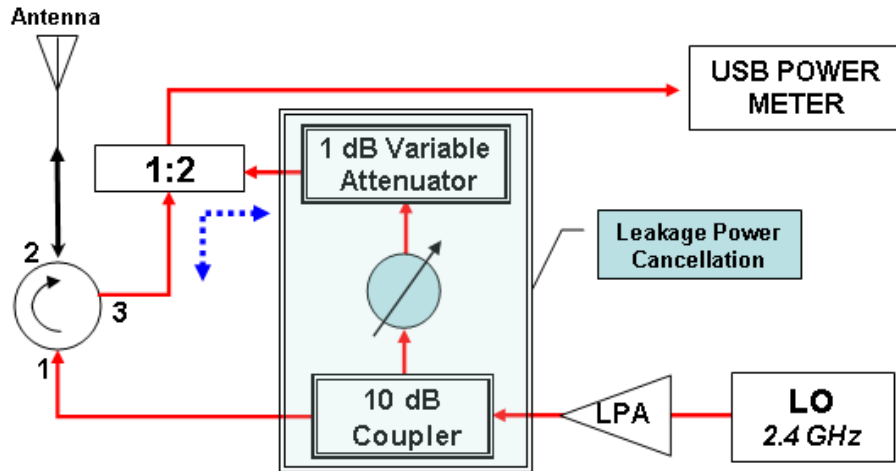 Antenna
USB POWER
METER
1:2
1 dB Variable
Attenuator
Leakage Power
Cancellation
2
3
1
10 dB
Coupler
LPA
LO
2.4 GHz